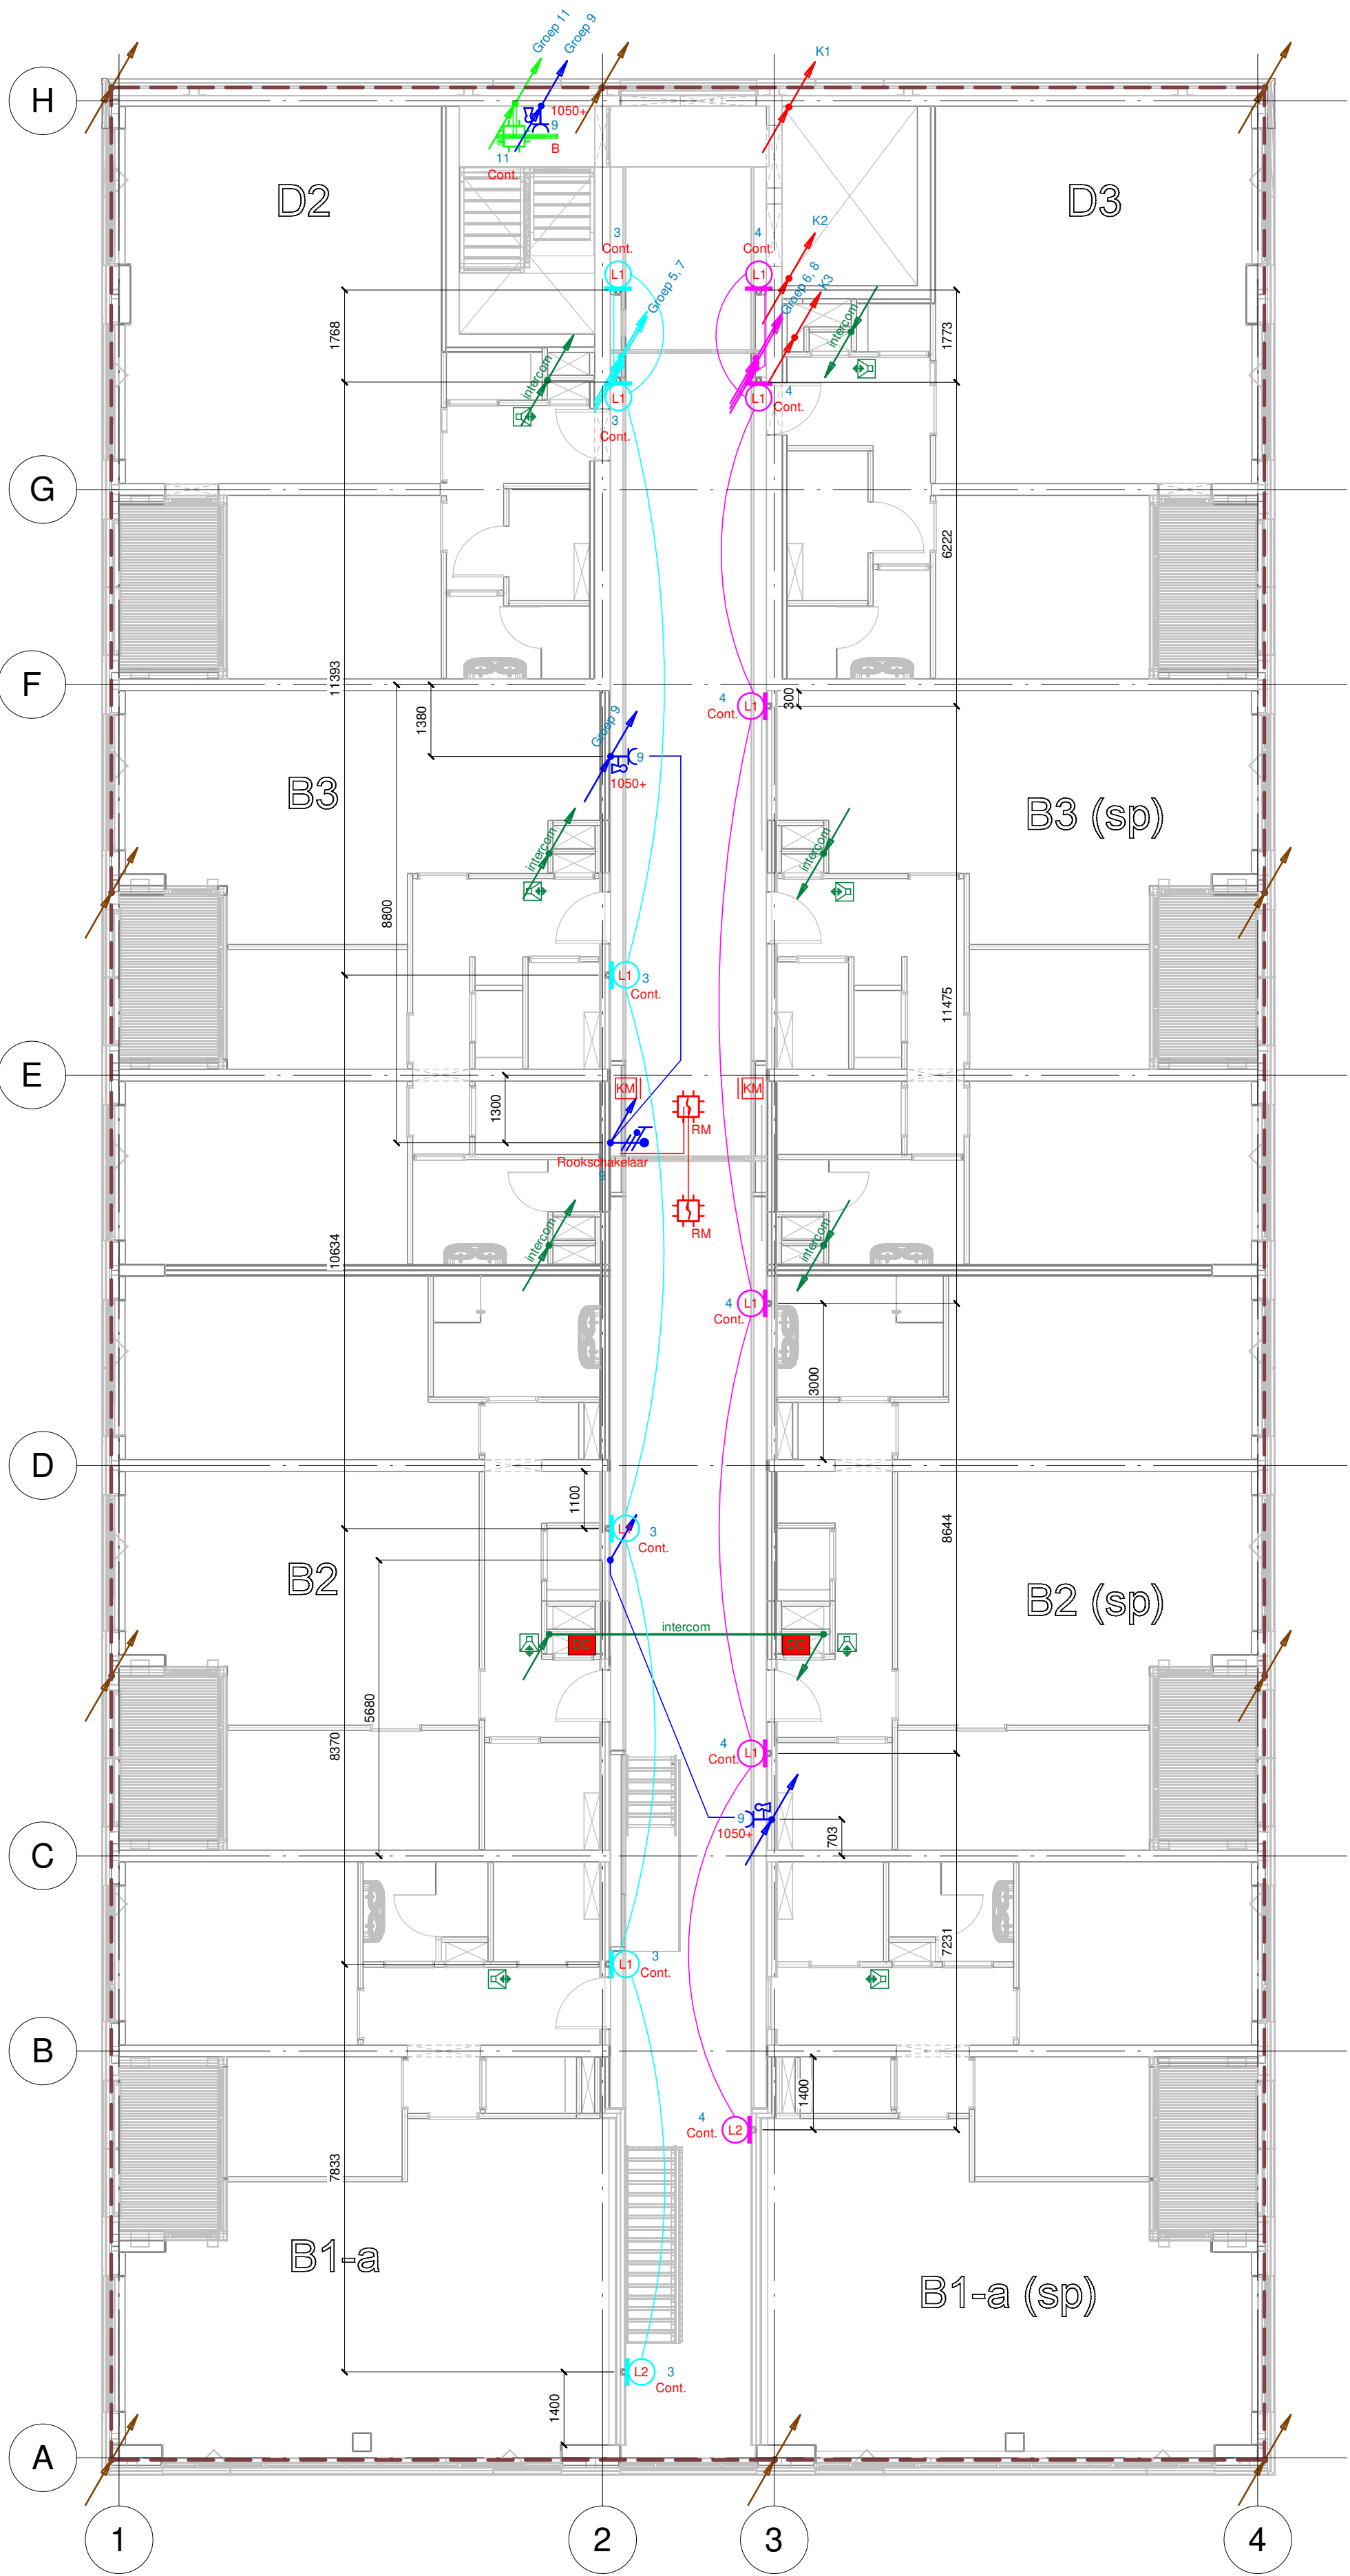 Groep 11
Groep 9
K1
H
1050+
9
B
11
Cont.
D2
D3
K2
3
Cont.
4
Cont.
L1
L1
Groep 5, 7
Groep 6, 8
K3
intercom
1768
1773
intercom
L1
L1
4
Cont.
3
Cont.
G
6222
F
11393
1380
4
Cont.
L1
300
Groep 9
9
1050+
B3
B3 (sp)
intercom
intercom
8800
L1
3
Cont.
11475
E
KM
KM
1300
RM
Rookschakelaar
9
RM
intercom
intercom
10634
4
Cont.
L1
3000
D
1100
L1
3
Cont.
8644
B2
B2 (sp)
intercom
DC
DC
5680
8370
4
Cont.
L1
9
1050+
703
C
7231
L1
3
Cont.
B
1400
4
Cont.
L2
7833
B1-a
B1-a (sp)
L2
3
Cont.
1400
A
1
2
3
4